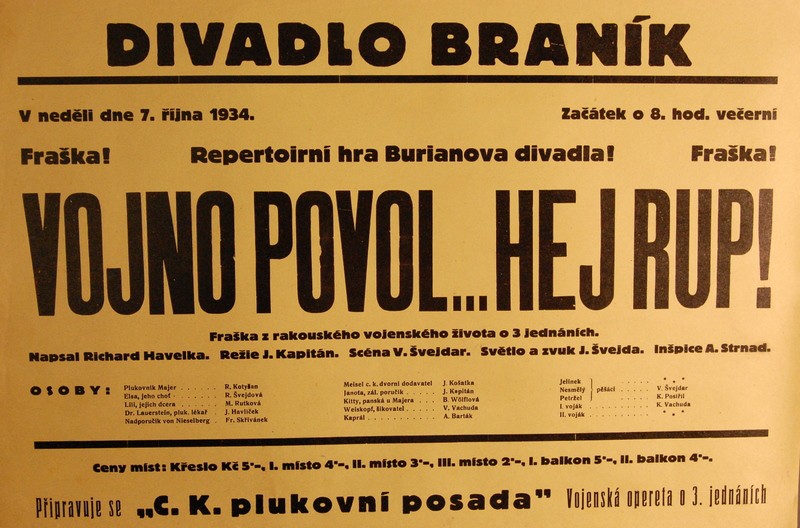 DIVADLO BRANÍK
V neděli dne 7. října 1934. Začátek o 8. hod. večerní
Fraška! Repertoirní hra Burianova divadla! Fraška!
VOJNO POVOL... HEJ RUP!
Fraška z rakouského vojenského života o 3 jednáních.
Napsal Richard Havelka. Režie J. Kapitán. Scéna V. Švejdar. Světlo a zvuk J. Švejda. Inšpice A. Strnad.
OSOBY:
Plukovník Majer . . . . . . R. Kotyšan
Elsa, jeho choť . . . . . . R. Švejdová
Lili, jejich dcera . . . . . . M. Rutková
Dr. Lauerstein, pluk. lékař . . J. Havlíček
Nadporučík von Nieselberg . Fr. Skřivánek
Meisel c. k. dvorní dodavatel J. Košatka
Janota, zál. poručík . . . . . J. Kapitán
Kitty, panská u Majera . . . B. Wölflová
Weiskopf, šikovatel . . . . . V. Vachuda
Kaprál . . . . . . . . . . A. Barták
Jelinek . . . . . * * *
Nesmělý pěšáci . . . . V. Švejdar
Petržel . . . . . K. Postřil
I. voják . . . . . K. Vachuda
II. voják . . . . . * * *
Ceny míst: Křeslo Kč 5·-, I. místo 4·-, II. místo 3·-, III. místo 2·-, I. balkon 5·-, II. balkon 4·-.
Připravuje se „C. K. plukovní posada" Vojenská opereta o 3. jednáních